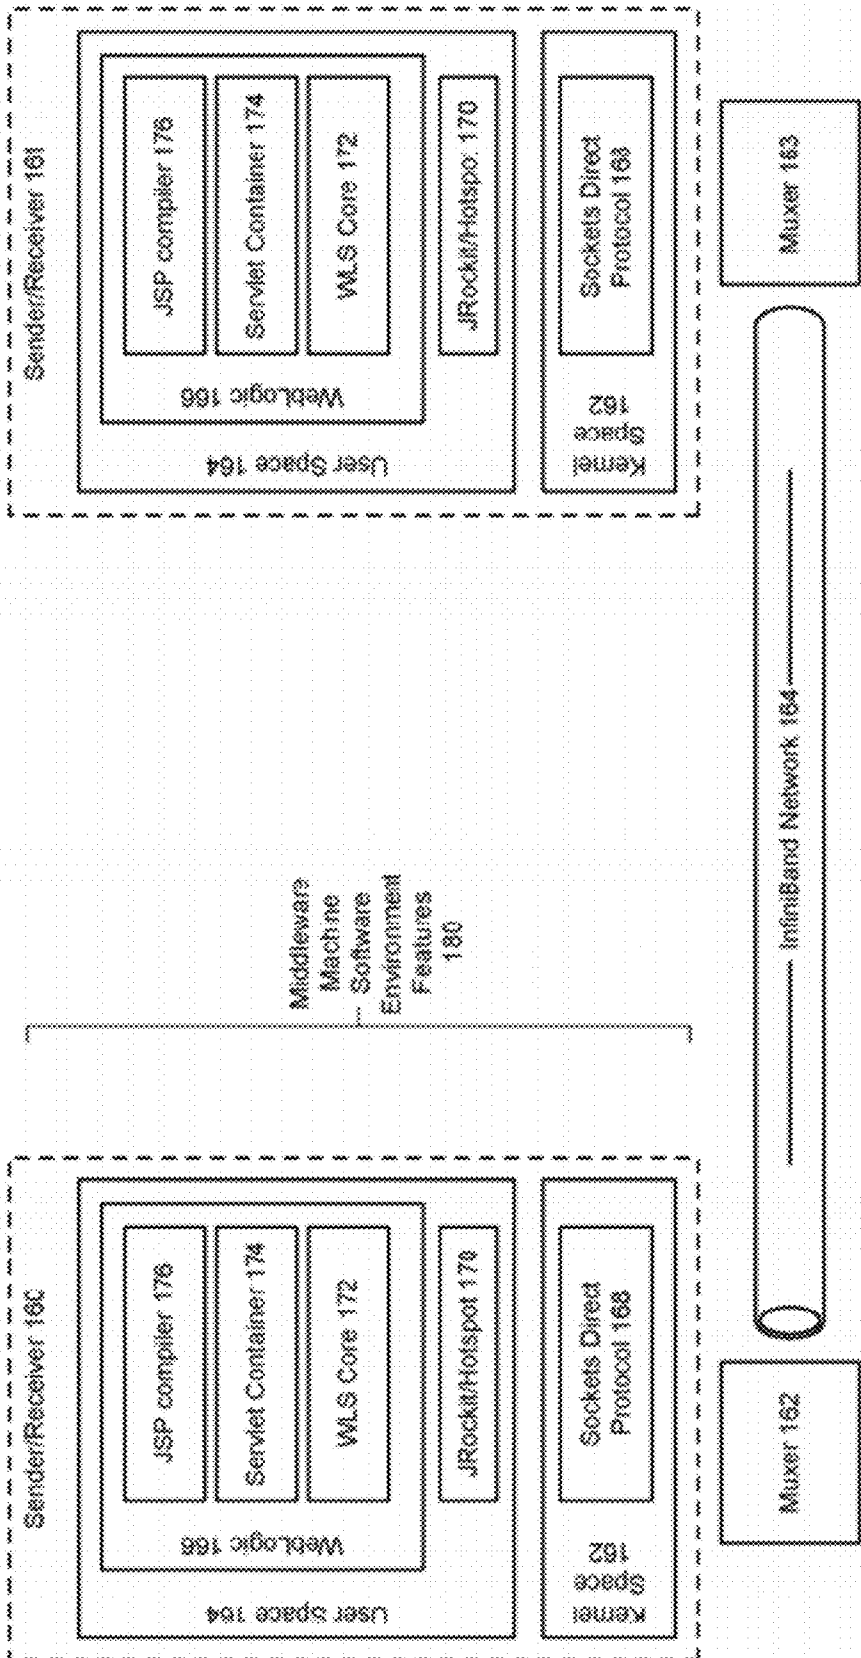 Sender/Receiver 160
JSP compiler 176
Servlet Container 174
WLS Core 172
WebLogic 166
JRockit/Hotspot 170
User Space 164
Sockets Direct
Protocol 168
Kernel
Space
162
Muxer 162
Middleware
Machine
Software
Environment
Features
180
InfiniBand Network 164
Sender/Receiver 161
JSP compiler 176
Servlet Container 174
WLS Core 172
WebLogic 166
JRockit/Hotspot 170
User Space 164
Sockets Direct
Protocol 168
Kernel
Space
162
Muxer 163